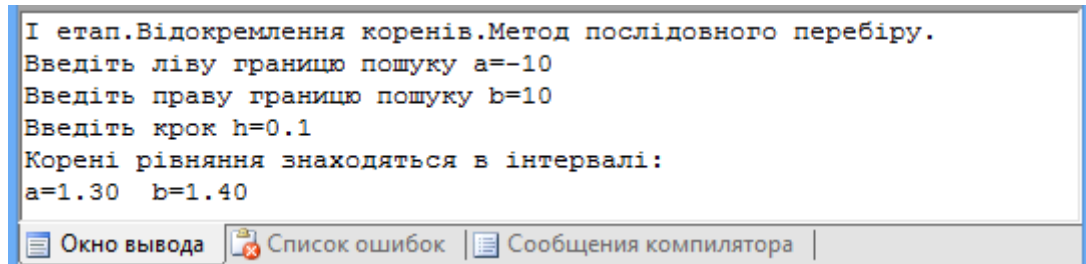 І етап.Відокремлення коренів.Метод послідовного перебіру.
Введіть ліву границю пошуку a=-10
Введіть праву границю пошуку b=10
Введіть крок h=0.1
Корені рівняння знаходяться в інтервалі:
a=1.30  b=1.40
Окно вывода Список ошибок Сообщения компилятора